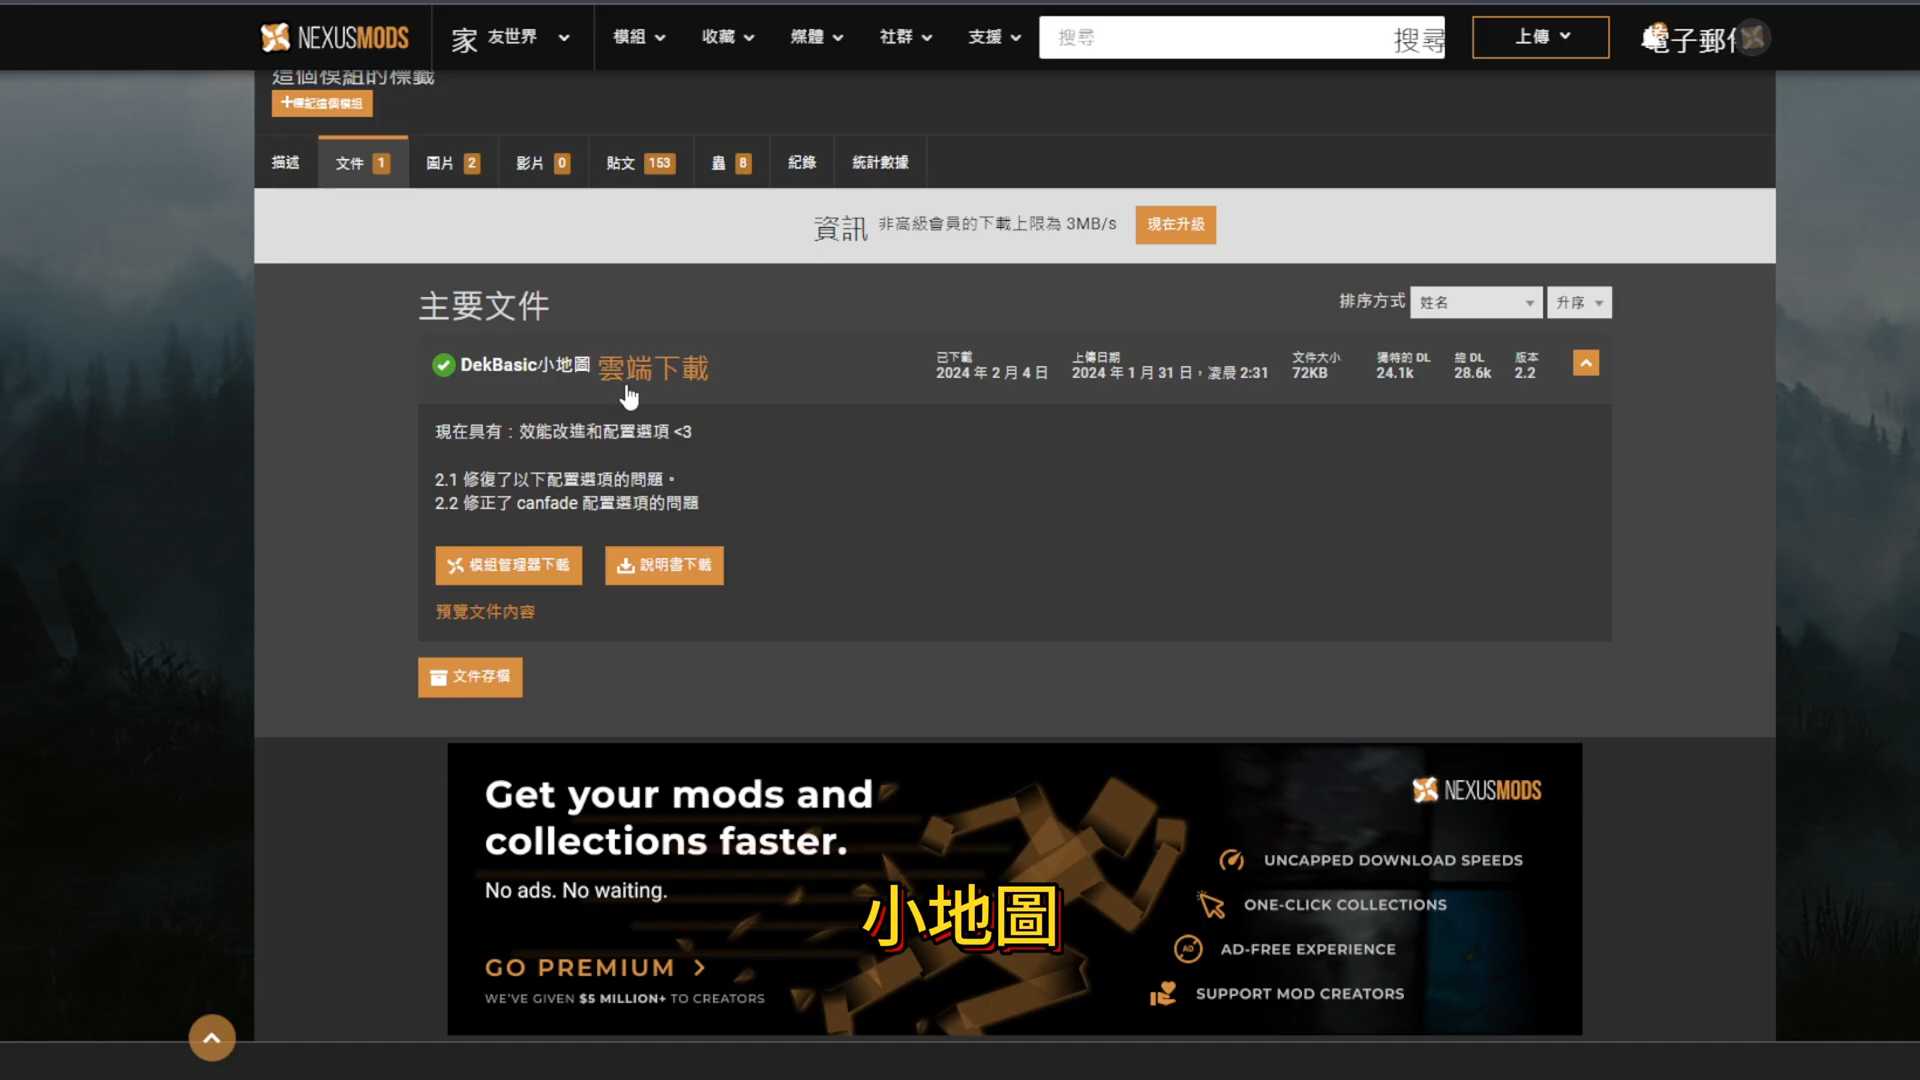 NEXUSMODS
家 友世界
模組
收藏
媒體
社群
支援
搜尋
搜尋
上傳
2
電子郵件
這個模組的標籤
+標記這個模組
描述
文件 1
圖片 2
影片 0
貼文 153
蟲 8
紀錄
統計數據
資訊 非高級會員的下載上限為 3MB/s
現在升級
主要文件
排序方式 姓名 升序
DekBasic小地圖 雲端下載
已下載
2024 年 2 月 4 日
上傳日期
2024 年 1 月 31 日,凌晨 2:31
文件大小
72KB
獨特的 DL
24.1k
總 DL
28.6k
版本
2.2
現在具有:效能改進和配置選項 <3
2.1 修復了以下配置選項的問題。
2.2 修正了 canfade 配置選項的問題
模組管理器下載
說明書下載
預覽文件內容
文件存檔
Get your mods and
collections faster.
No ads. No waiting.
GO PREMIUM >
WE'VE GIVEN $5 MILLION+ TO CREATORS
NEXUSMODS
UNCAPPED DOWNLOAD SPEEDS
ONE-CLICK COLLECTIONS
AD
AD-FREE EXPERIENCE
SUPPORT MOD CREATORS
小地圖